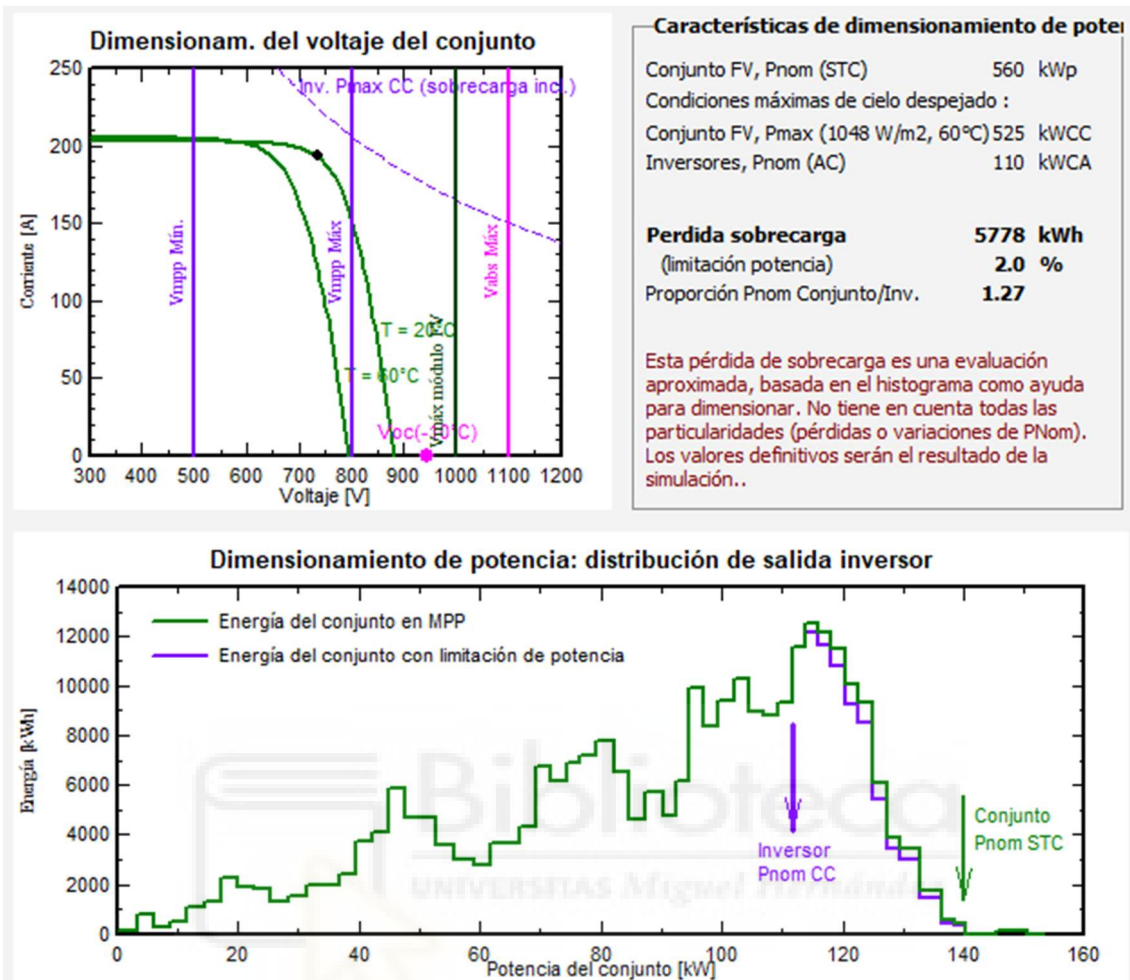 Dimensionam. del voltaje del conjunto
250
200
150
100
50
0
Corriente [A]
Inv. Pmax CC (sobrecarga incl.)
Vmpp Mín.
Vmpp Máx
Vmáx módulo FV
Vabs Máx
T = 20°C
T = 60°C
Voc(-10°C)
300 400 500 600 700 800 900 1000 1100 1200
Voltaje [V]
Características de dimensionamiento de poter
Conjunto FV, Pnom (STC) 560 kWp
Condiciones máximas de cielo despejado :
Conjunto FV, Pmax (1048 W/m2, 60°C) 525 kWCC
Inversores, Pnom (AC) 110 kWCA
Perdida sobrecarga 5778 kWh
(limitación potencia) 2.0 %
Proporción Pnom Conjunto/Inv. 1.27
Esta pérdida de sobrecarga es una evaluación
aproximada, basada en el histograma como ayuda
para dimensionar. No tiene en cuenta todas las
particularidades (pérdidas o variaciones de PNom).
Los valores definitivos serán el resultado de la
simulación..
Dimensionamiento de potencia: distribución de salida inversor
14000
12000
10000
8000
6000
4000
2000
0
Energía [kWh]
Energía del conjunto en MPP
Energía del conjunto con limitación de potencia
Inversor
Pnom CC
Conjunto
Pnom STC
0 20 40 60 80 100 120 140 160
Potencia del conjunto [kW]
Biblioteca
UNIVERSITAS Miguel Hernández